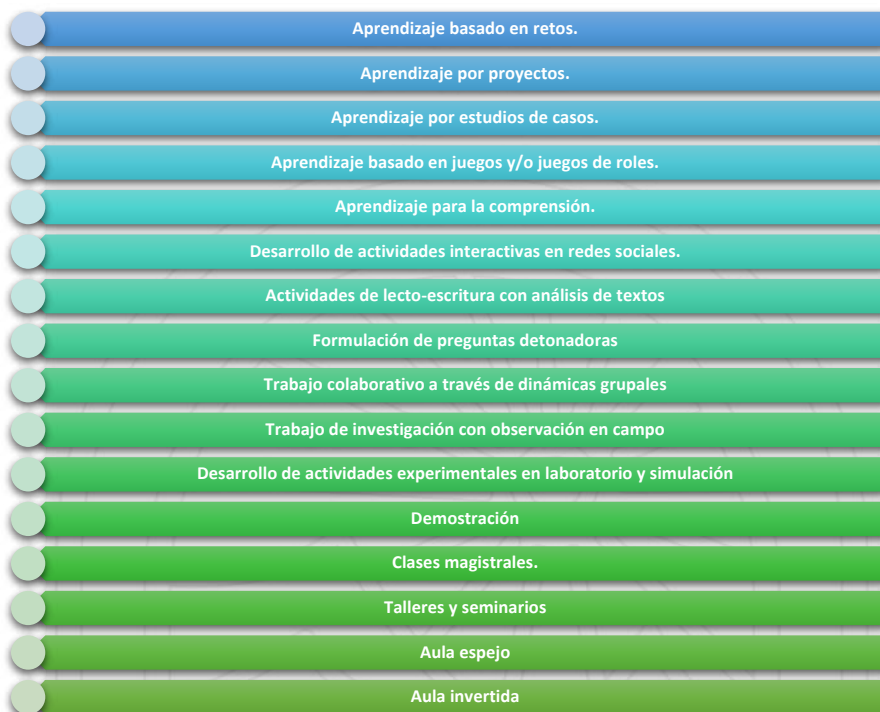 Aprendizaje basado en retos.
Aprendizaje por proyectos.
Aprendizaje por estudios de casos.
Aprendizaje basado en juegos y/o juegos de roles.
Aprendizaje para la comprensión.
Desarrollo de actividades interactivas en redes sociales.
Actividades de lecto-escritura con análisis de textos
Formulación de preguntas detonadoras
Trabajo colaborativo a través de dinámicas grupales
Trabajo de investigación con observación en campo
Desarrollo de actividades experimentales en laboratorio y simulación
Demostración
Clases magistrales.
Talleres y seminarios
Aula espejo
Aula invertida